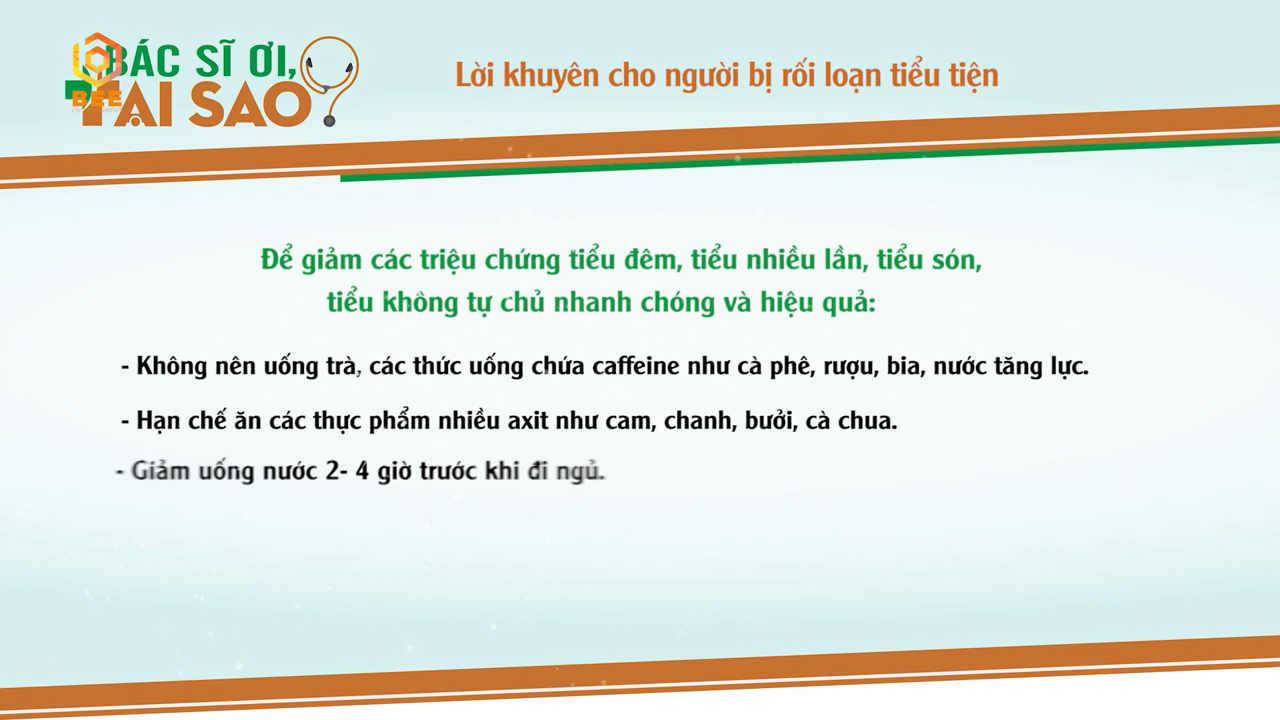 BÁC SĨ ƠI,
TẠI SAO
BEE
Lời khuyên cho người bị rối loạn tiểu tiện
Để giảm các triệu chứng tiểu đêm, tiểu nhiều lần, tiểu són,
tiểu không tự chủ nhanh chóng và hiệu quả:
- Không nên uống trà, các thức uống chứa caffeine như cà phê, rượu, bia, nước tăng lực.
- Hạn chế ăn các thực phẩm nhiều axit như cam, chanh, bưởi, cà chua.
- Giảm uống nước 2- 4 giờ trước khi đi ngủ.